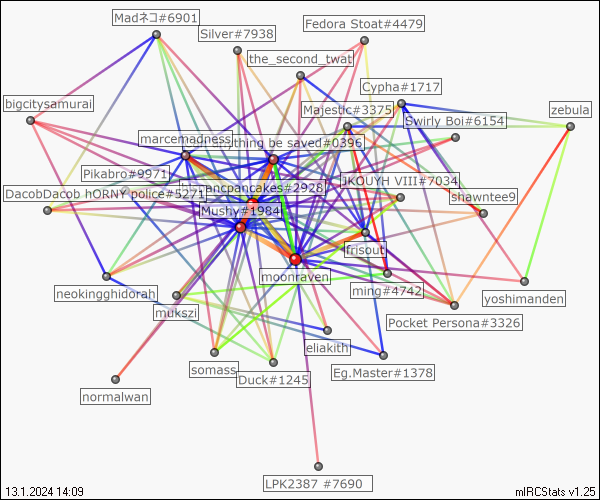 Madネコ#6901
Silver#7938
Fedora Stoat#4479
the_second_twat
Cypha#1717
bigcitysamurai
Majestic#3375
Swirly Boi#6154
zebula
marcemadness
thing be saved#0396
Pikabro#9971
ancpancakes#2928
JKOUYH VIII#7034
DacobDacob hORNY police#5271
shawntee9
Mushy#1984
frisout
moonraven
neokingghidorah
mukszi
ming#4742
yoshimanden
Pocket Persona#3326
eliakith
somass
Duck#1245
Eg.Master#1378
normalwan
LPK2387 #7690
13.1.2024 14:09
mIRCStats v1.25